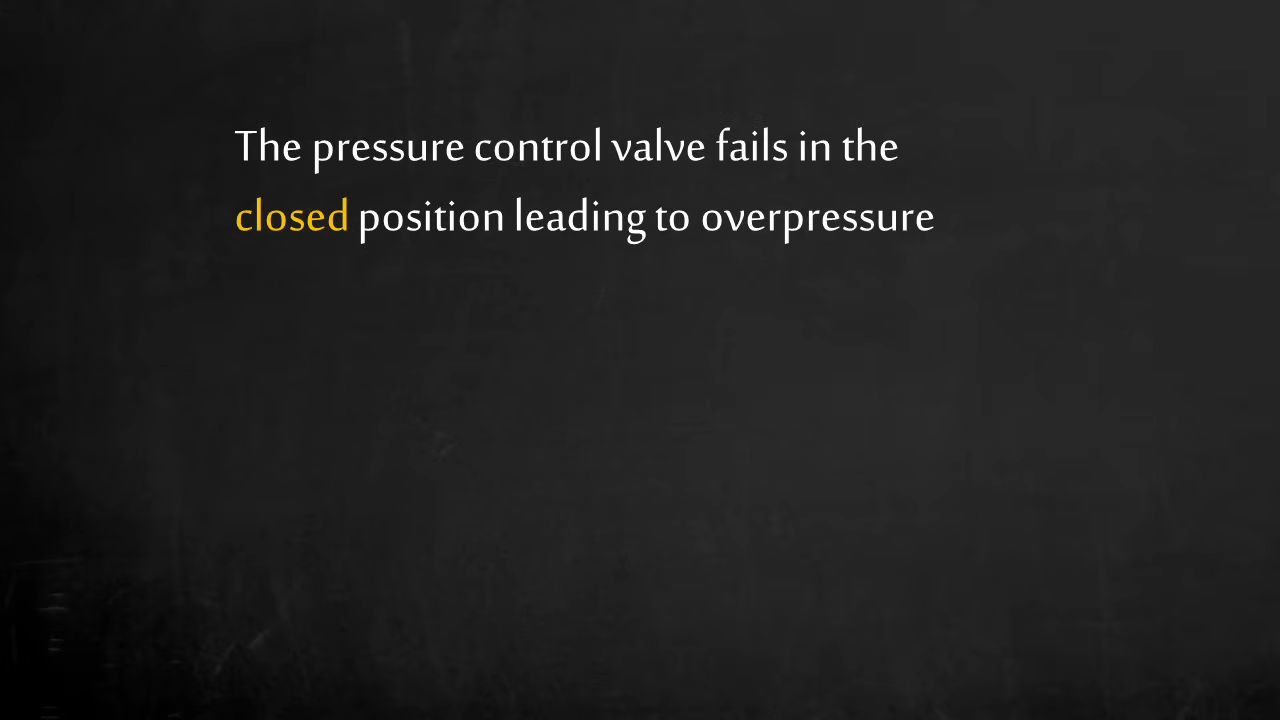 The pressure control valve fails in the
closed position leading to overpressure